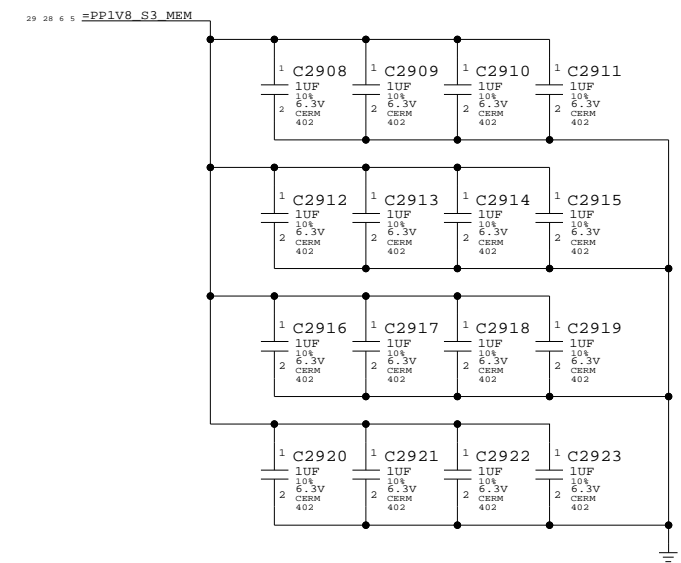 29 28 6 5 =PP1V8_S3_MEM
1 C2908 1 C2909 1 C2910 1 C2911
1UF 1UF 1UF 1UF
10% 10% 10% 10%
2 6.3V 2 6.3V 2 6.3V 2 6.3V
CERM CERM CERM CERM
402 402 402 402
1 C2912 1 C2913 1 C2914 1 C2915
1UF 1UF 1UF 1UF
10% 10% 10% 10%
2 6.3V 2 6.3V 2 6.3V 2 6.3V
CERM CERM CERM CERM
402 402 402 402
1 C2916 1 C2917 1 C2918 1 C2919
1UF 1UF 1UF 1UF
10% 10% 10% 10%
2 6.3V 2 6.3V 2 6.3V 2 6.3V
CERM CERM CERM CERM
402 402 402 402
1 C2920 1 C2921 1 C2922 1 C2923
1UF 1UF 1UF 1UF
10% 10% 10% 10%
2 6.3V 2 6.3V 2 6.3V 2 6.3V
CERM CERM CERM CERM
402 402 402 402